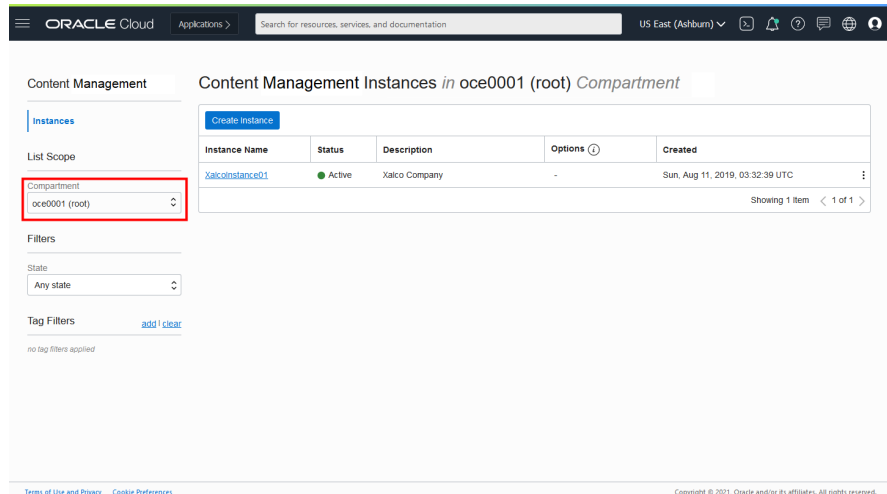 ORACLE Cloud
Applications >
Search for resources, services, and documentation
US East (Ashburn)
Content Management
Instances
List Scope
Compartment
oce0001 (root)
Filters
State
Any state
Tag Filters
add | clear
no tag filters applied
Content Management Instances in oce0001 (root) Compartment
Create Instance
Instance Name Status Description Options i Created
XalcoInstance01 Active Xalco Company - Sun, Aug 11, 2019, 03:32:39 UTC
Showing 1 Item < 1 of 1 >
Terms of Use and Privacy Cookie Preferences
Copyright © 2021, Oracle and/or its affiliates. All rights reserved.